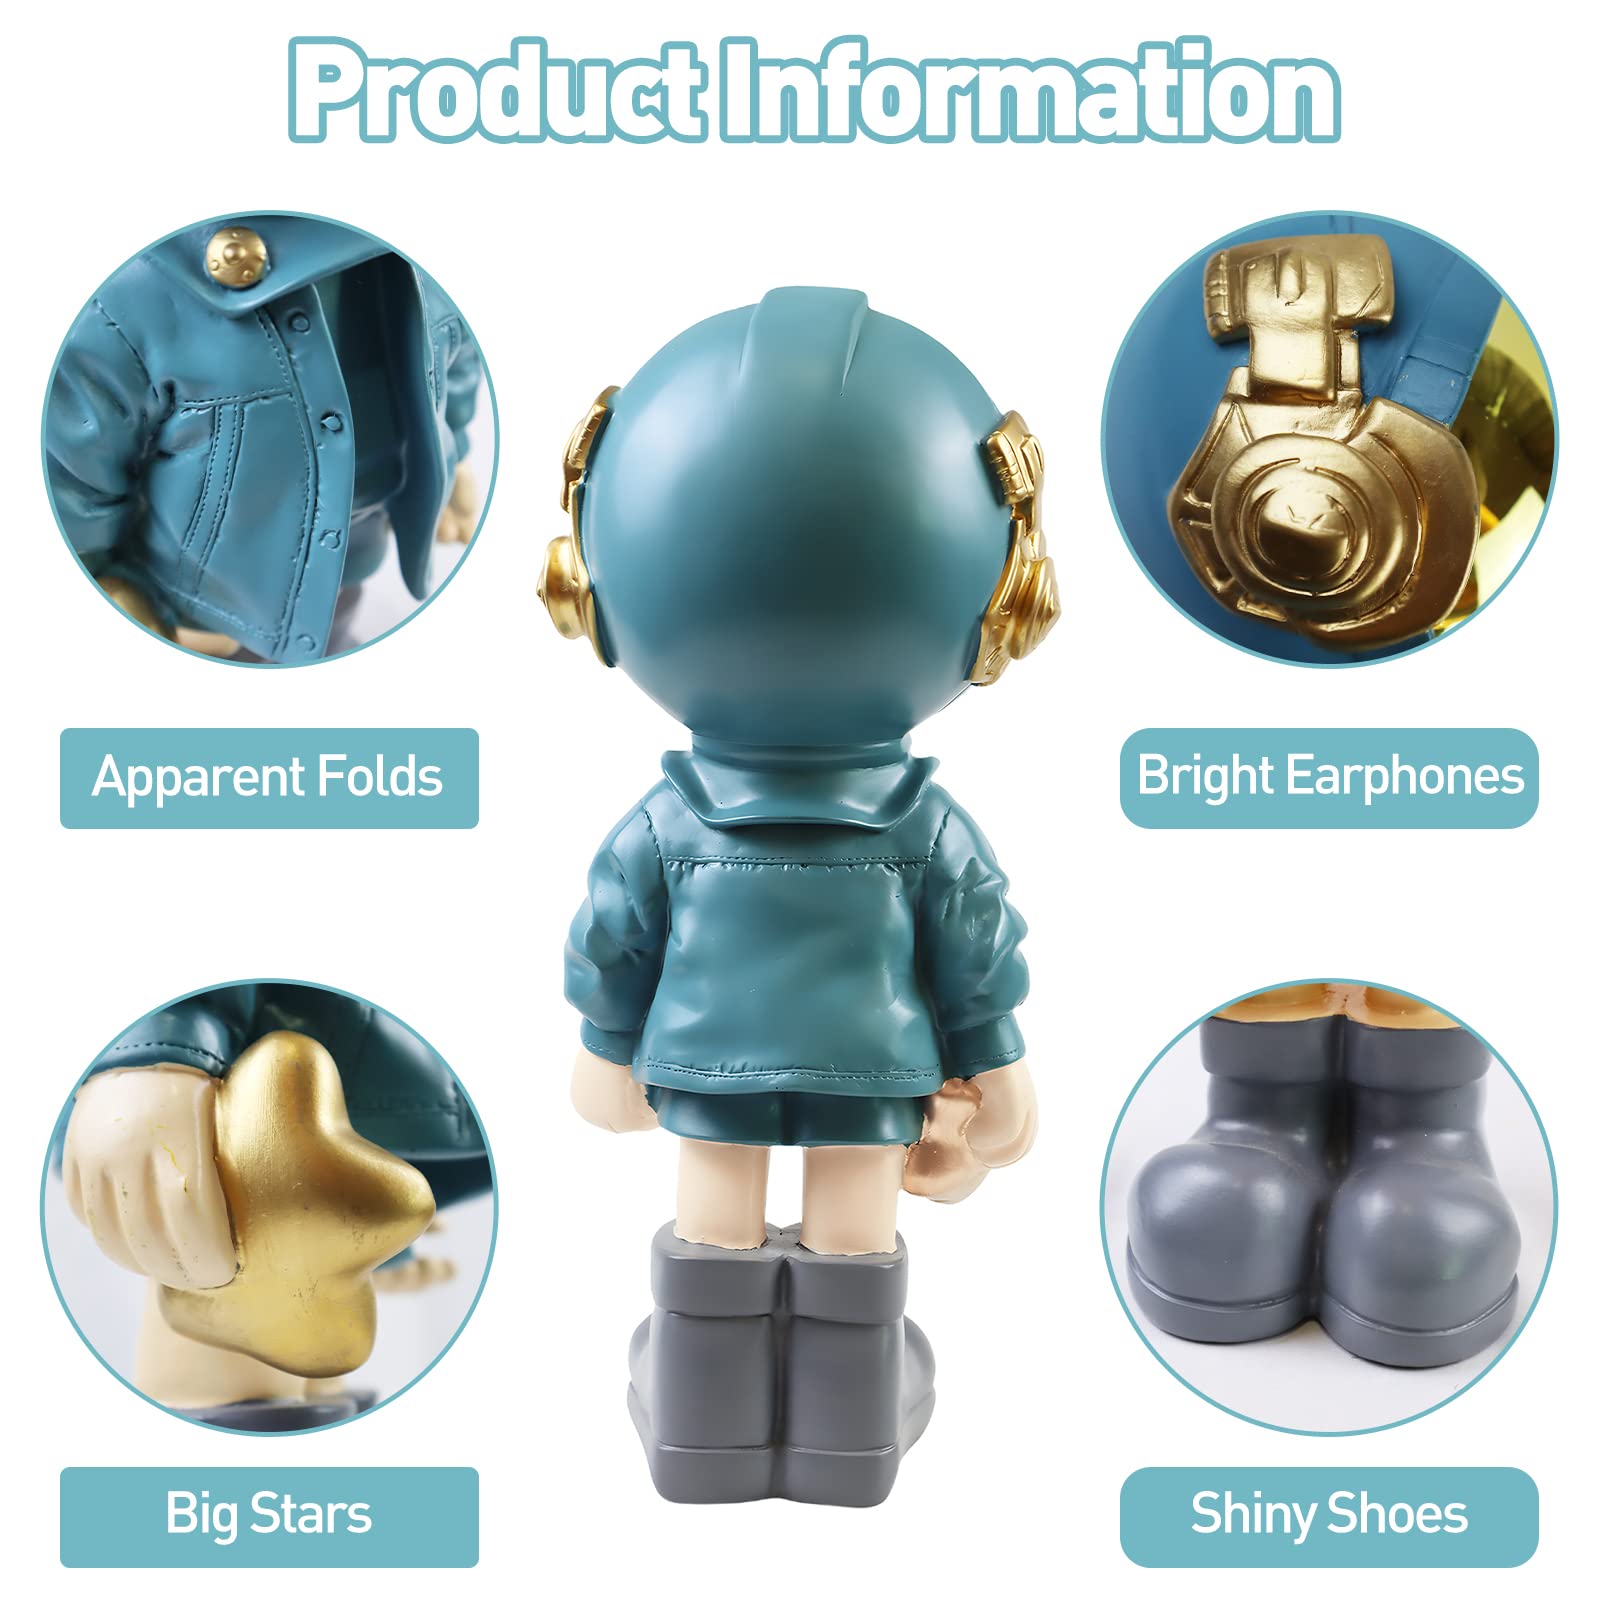 Product Information
Apparent Folds
Bright Earphones
Big Stars
Shiny Shoes